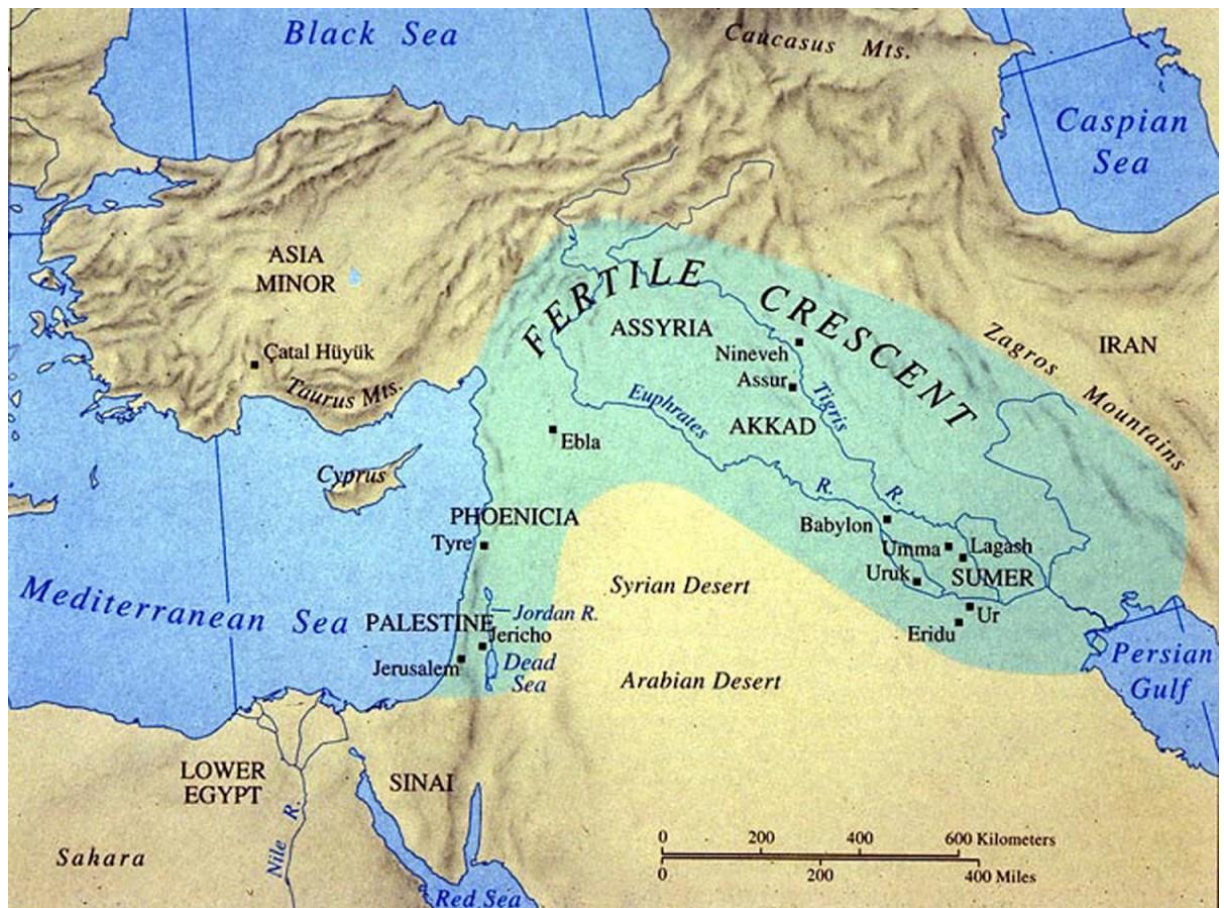 Black Sea
Caucasus Mts.
Caspian
Sea
ASIA
MINOR
FERTILE CRESCENT
ASSYRIA
Zagros Mountains
IRAN
Çatal Hüyük
Taurus Mts.
Nineveh
Assur
Tigris R.
Euphrates R.
AKKAD
Ebla
Cyprus
PHOENICIA
Tyre
Babylon
Umma
Lagash
Uruk
SUMER
Ur
Eridu
Syrian Desert
Mediterranean Sea
PALESTINE
Jordan R.
Jericho
Jerusalem
Dead
Sea
Arabian Desert
Persian
Gulf
LOWER
EGYPT
SINAI
Nile R.
Sahara
Red Sea
0 200 400 600 Kilometers
0 200 400 Miles